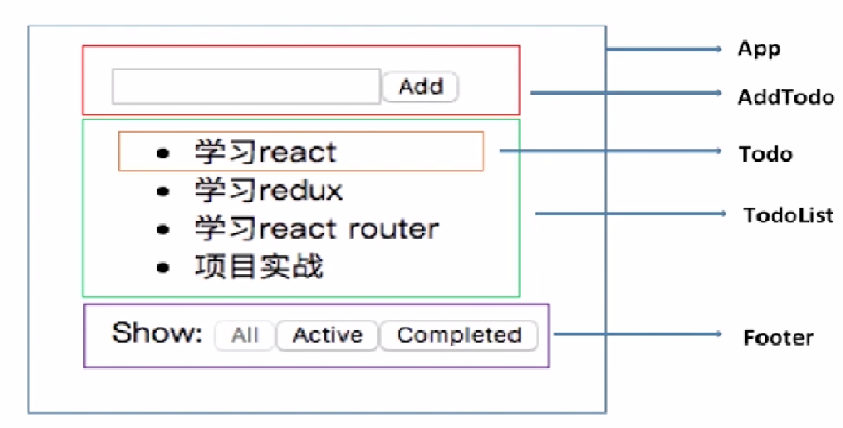 App
Add
AddTodo
学习react
Todo
学习redux
学习react router
TodoList
项目实战
Show: All Active Completed
Footer